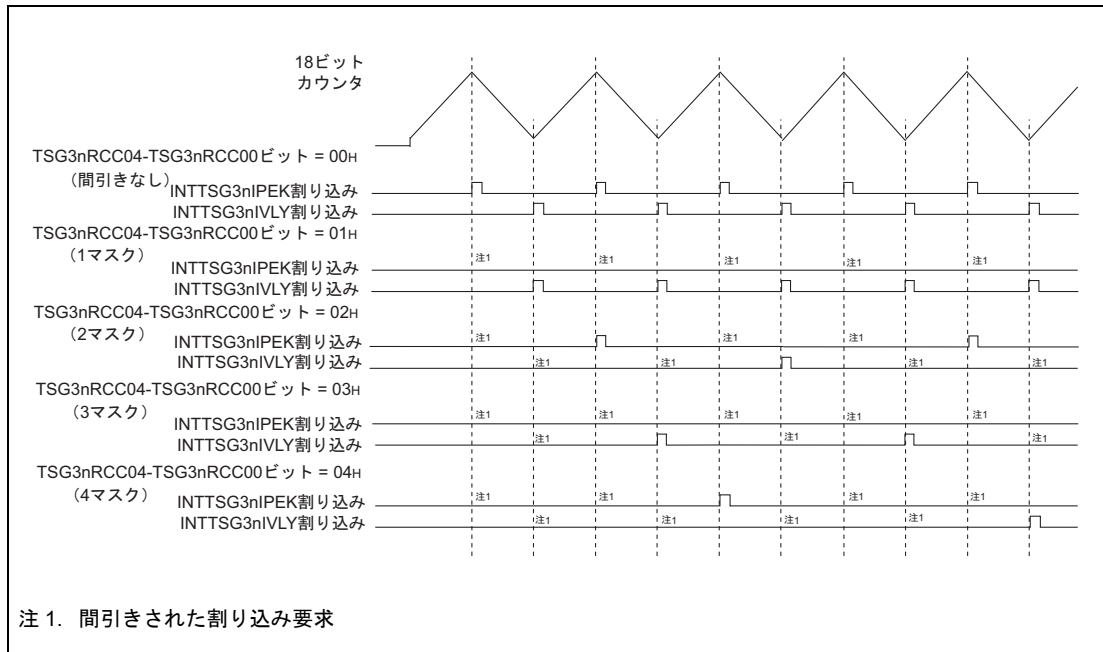 18ビット
カウンタ
TSG3nRCC04-TSG3nRCC00ビット = 00H
(間引きなし)
INTTSG3nIPEK割り込み
INTTSG3nIVLY割り込み
TSG3nRCC04-TSG3nRCC00ビット = 01H
(1マスク)
注1 注1 注1 注1 注1
INTTSG3nIPEK割り込み
INTTSG3nIVLY割り込み
TSG3nRCC04-TSG3nRCC00ビット = 02H
(2マスク)
INTTSG3nIPEK割り込み 注1 注1 注1
INTTSG3nIVLY割り込み 注1 注1 注1 注1
TSG3nRCC04-TSG3nRCC00ビット = 03H
(3マスク)
INTTSG3nIPEK割り込み 注1 注1 注1 注1 注1
INTTSG3nIVLY割り込み 注1 注1 注1
TSG3nRCC04-TSG3nRCC00ビット = 04H
(4マスク)
INTTSG3nIPEK割り込み 注1 注1 注1 注1
INTTSG3nIVLY割り込み 注1 注1 注1 注1
注 1. 間引きされた割り込み要求